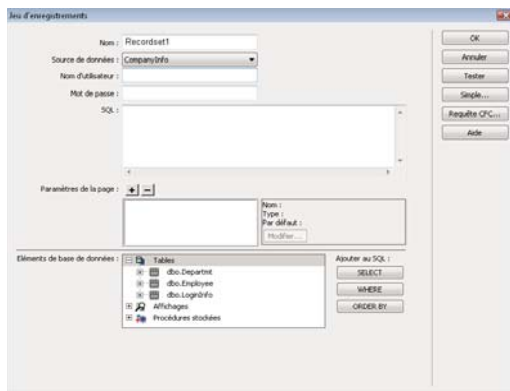 Jeu d'enregistrements
Nom : Recordset1
Source de données : CompanyInfo
Nom d'utilisateur :
Mot de passe :
SQL :
Paramètres de la page :
Nom :
Type :
Par défaut :
Modifier...
Eléments de base de données :
Tables
dbo.Departmt
dbo.Employee
dbo.LoginInfo
Affichages
Procédures stockées
Ajouter au SQL :
SELECT
WHERE
ORDER BY
OK
Annuler
Tester
Simple...
Requête CFC...
Aide